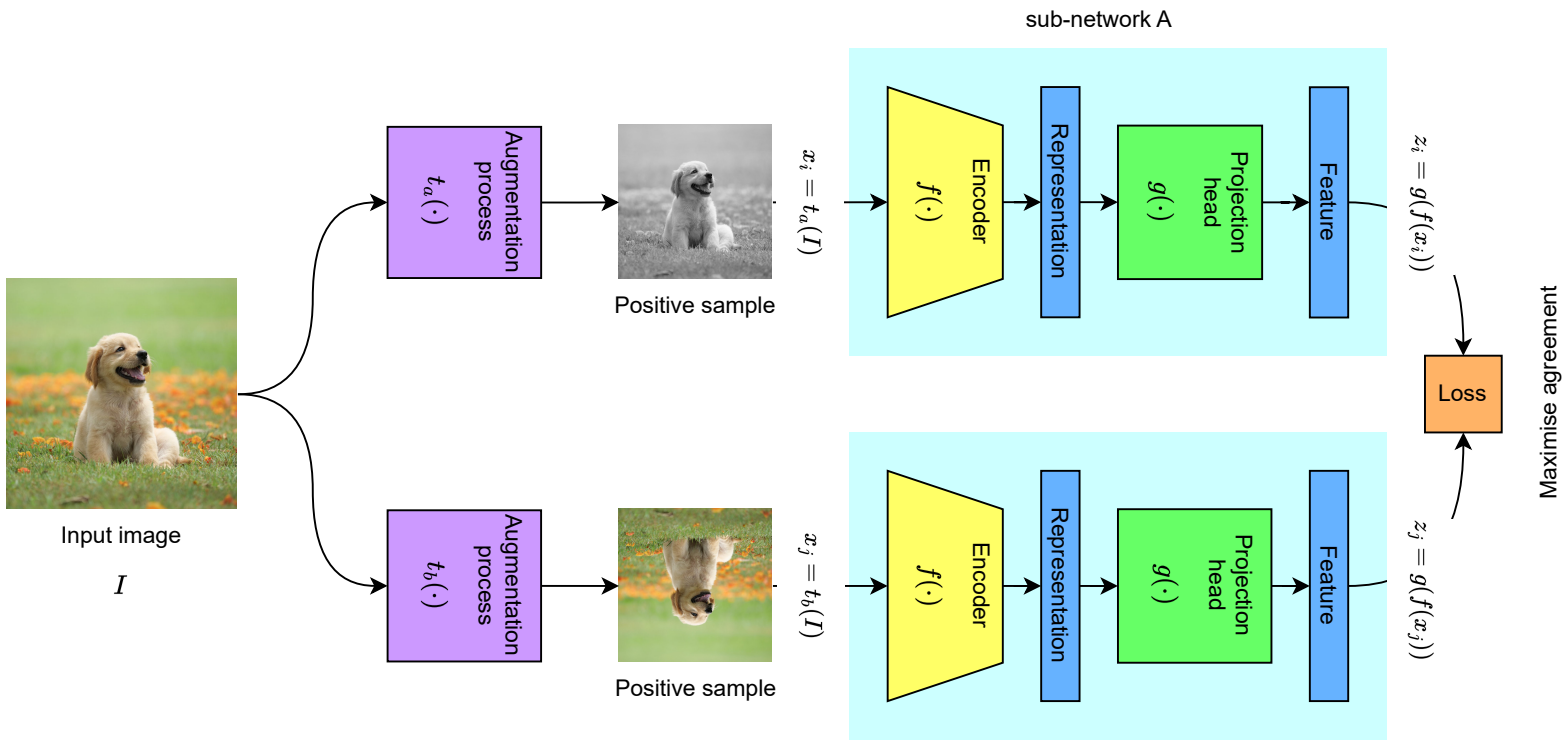 sub-network A
Augmentation
process
t_a(·)
Positive sample
x_i = t_a(I)
Encoder
f(·)
Representation
Projection
head
g(·)
Feature
z_i = g(f(x_i))
Input image
I
Augmentation
process
t_b(·)
Positive sample
x_j = t_b(I)
Encoder
f(·)
Representation
Projection
head
g(·)
Feature
z_j = g(f(x_j))
Loss
Maximise agreement